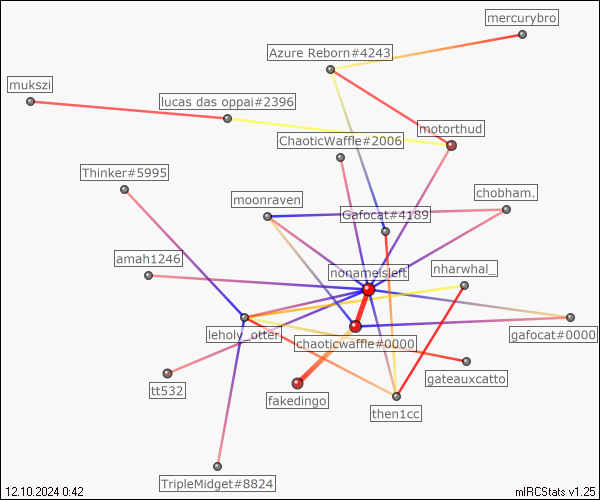 mercurybro
Azure Reborn#4243
mukszi
lucas das oppai#2396
motorthud
ChaoticWaffle#2006
Thinker#5995
chobham.
moonraven
Gafocat#4189
amah1246
nonameisleft
nharwhal_
leholy_otter
chaoticwaffle#0000
gafocat#0000
tt532
gateauxcatto
fakedingo
then1cc
TripleMidget#8824
12.10.2024 0:42
mIRCStats v1.25